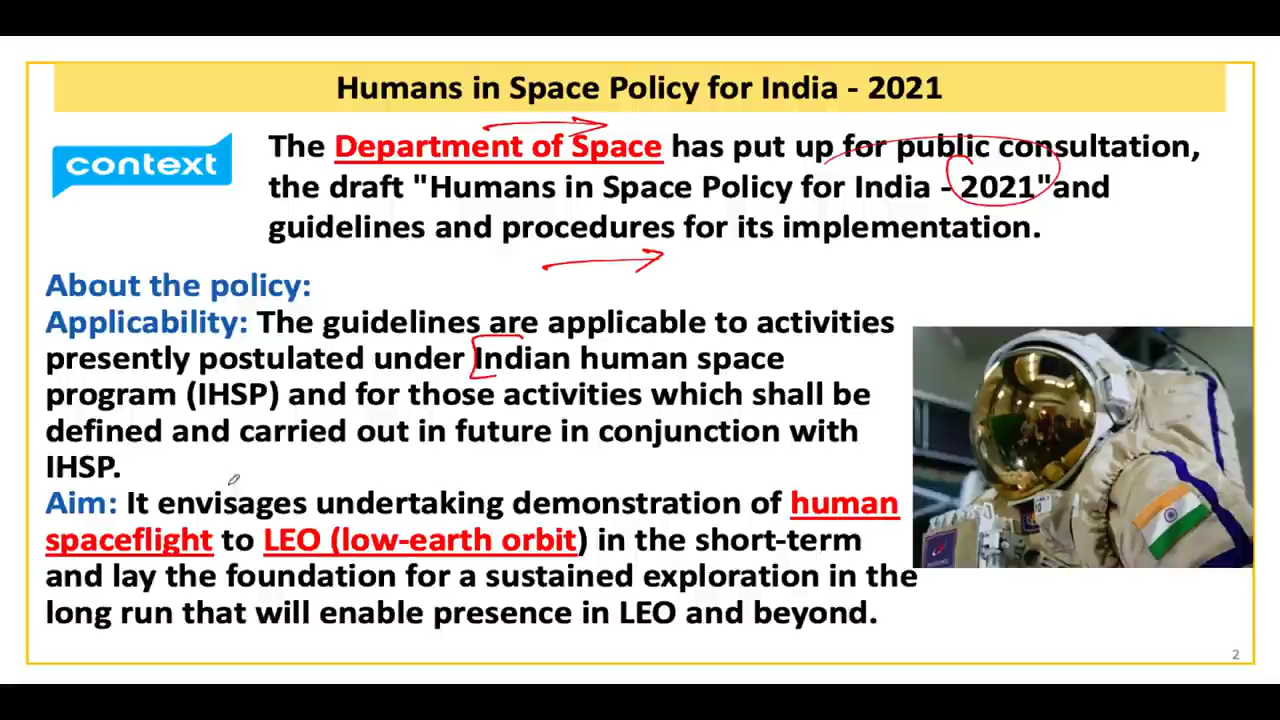 Humans in Space Policy for India - 2021
context
The Department of Space has put up for public consultation,
the draft "Humans in Space Policy for India - 2021"and
guidelines and procedures for its implementation.
About the policy:
Applicability: The guidelines are applicable to activities
presently postulated under Indian human space
program (IHSP) and for those activities which shall be
defined and carried out in future in conjunction with
IHSP.
Aim: It envisages undertaking demonstration of human
spaceflight to LEO (low-earth orbit) in the short-term
and lay the foundation for a sustained exploration in the
long run that will enable presence in LEO and beyond.
2